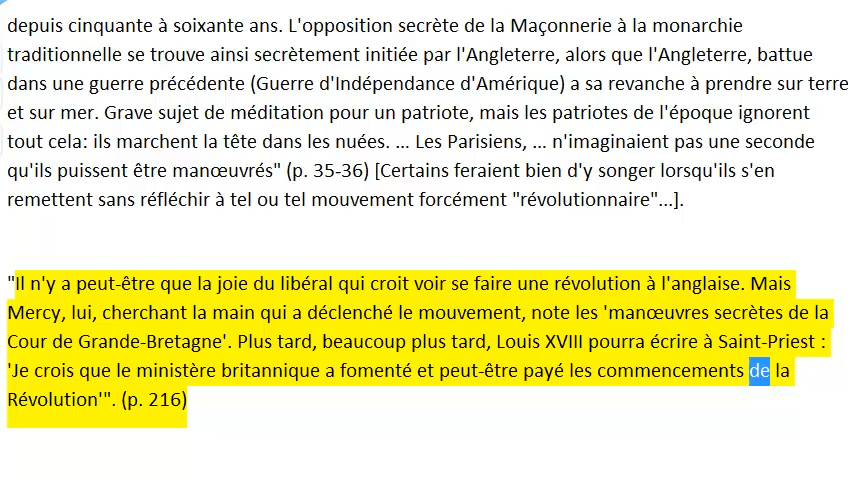 depuis cinquante à soixante ans. L'opposition secrète de la Maçonnerie à la monarchie
traditionnelle se trouve ainsi secrètement initiée par l'Angleterre, alors que l'Angleterre, battue
dans une guerre précédente (Guerre d'Indépendance d'Amérique) a sa revanche à prendre sur terre
et sur mer. Grave sujet de méditation pour un patriote, mais les patriotes de l'époque ignorent
tout cela: ils marchent la tête dans les nuées. ... Les Parisiens, ... n'imaginaient pas une seconde
qu'ils puissent être manœuvrés" (p. 35-36) [Certains feraient bien d'y songer lorsqu'ils s'en
remettent sans réfléchir à tel ou tel mouvement forcément "révolutionnaire"...].
"Il n'y a peut-être que la joie du libéral qui croit voir se faire une révolution à l'anglaise. Mais
Mercy, lui, cherchant la main qui a déclenché le mouvement, note les 'manœuvres secrètes de la
Cour de Grande-Bretagne'. Plus tard, beaucoup plus tard, Louis XVIII pourra écrire à Saint-Priest :
'Je crois que le ministère britannique a fomenté et peut-être payé les commencements de la
Révolution'". (p. 216)